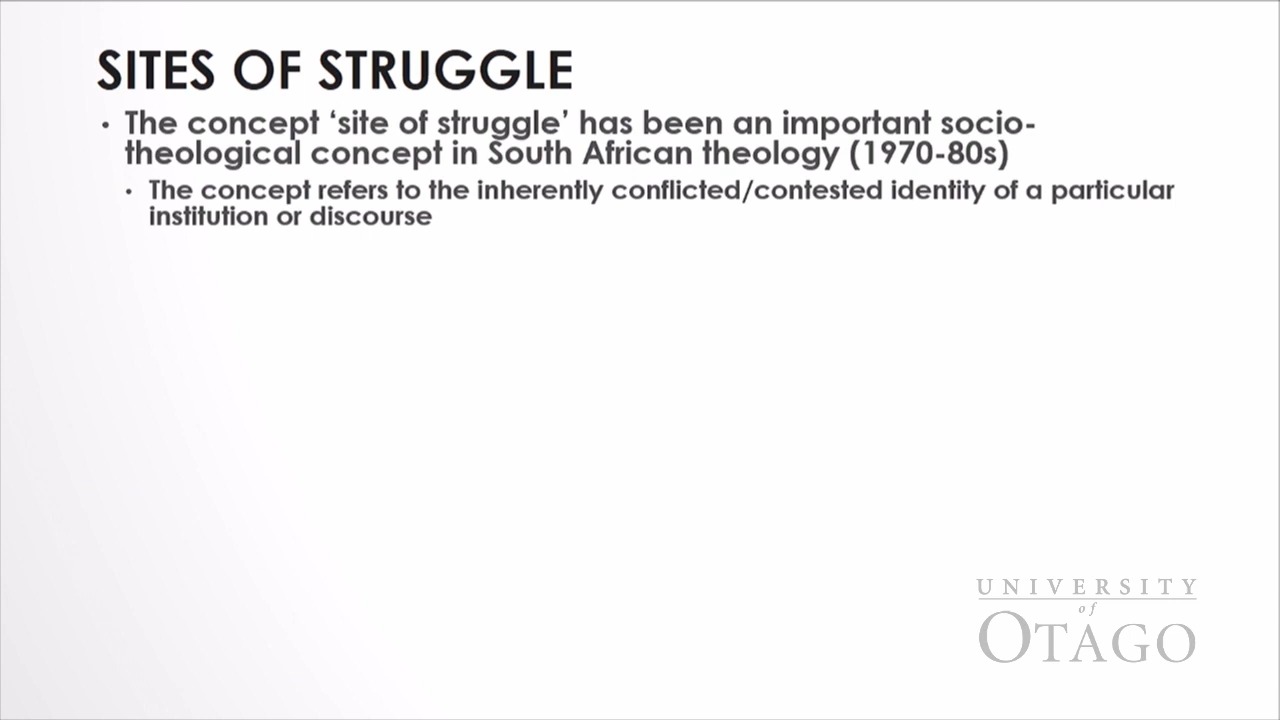 SITES OF STRUGGLE
• The concept ‘site of struggle’ has been an important socio-
theological concept in South African theology (1970-80s)
• The concept refers to the inherently conflicted/contested identity of a particular
institution or discourse
UNIVERSITY
of
OTAGO